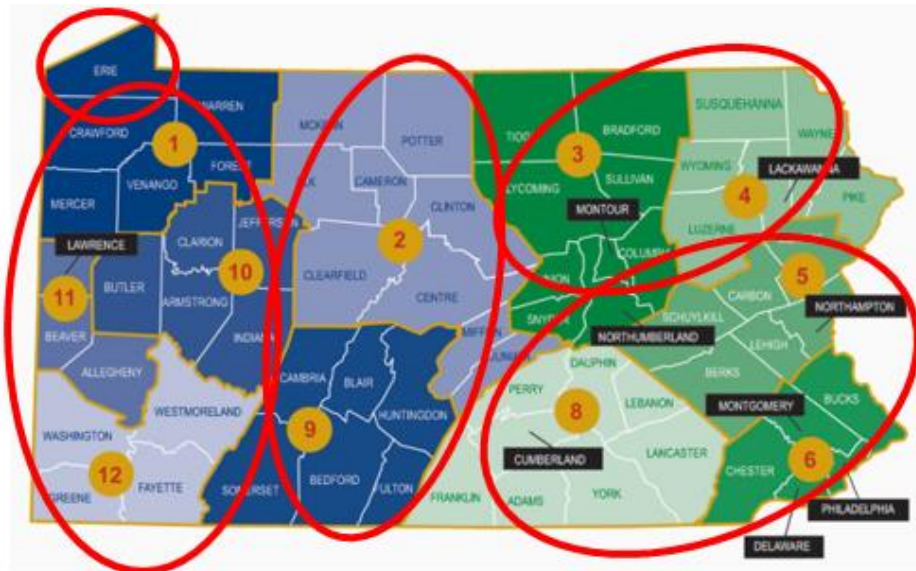 ERIE
WARREN
CRAWFORD
1
FOREST
VENANGO
MERCER
LAWRENCE
CLARION
JEFFERSON
10
11
BUTLER
ARMSTRONG
INDIANA
BEAVER
ALLEGHENY
WESTMORELAND
WASHINGTON
12
GREENE
FAYETTE
MCKEAN
POTTER
ELK
CAMERON
CLINTON
2
CLEARFIELD
CENTRE
MIFFLIN
JUNIATA
CAMBRIA
BLAIR
HUNTINGDON
9
SOMERSET
BEDFORD
FULTON
TIOGA
BRADFORD
3
LYCOMING
SULLIVAN
MONTOUR
COLUMBIA
UNION
SNYDER
NORTHUMBERLAND
SUSQUEHANNA
WAYNE
WYOMING
LACKAWANNA
4
PIKE
LUZERNE
5
CARBON
NORTHAMPTON
SCHUYLKILL
LEHIGH
BERKS
DAUPHIN
PERRY
LEBANON
8
CUMBERLAND
LANCASTER
FRANKLIN
ADAMS
YORK
MONTGOMERY
BUCKS
CHESTER
6
PHILADELPHIA
DELAWARE